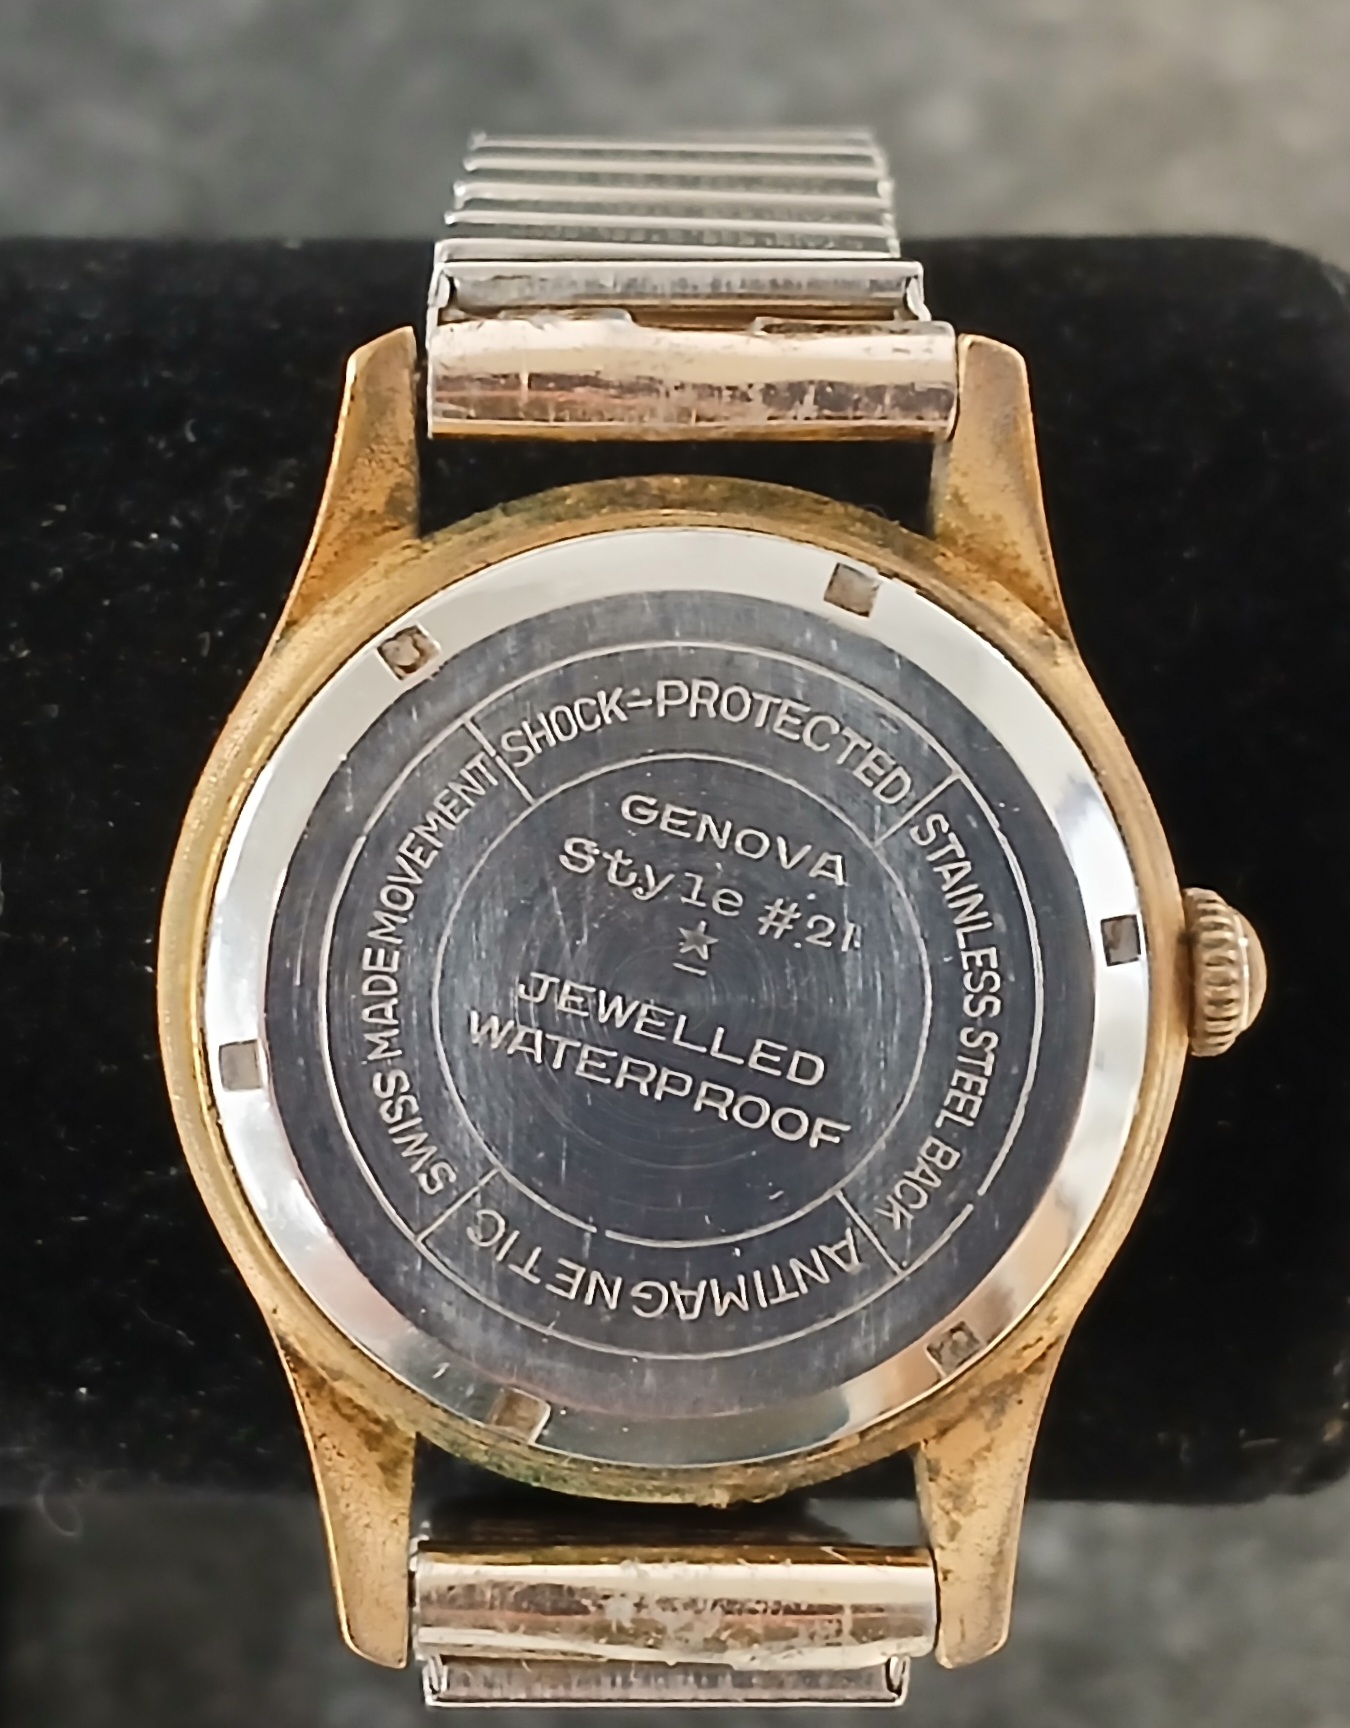 SHOCK-PROTECTED
STAINLESS STEEL BACK
ANTIMAGNETIC
SWISS MADE MOVEMENT
GENOVA
Style #21
JEWELLED
WATERPROOF